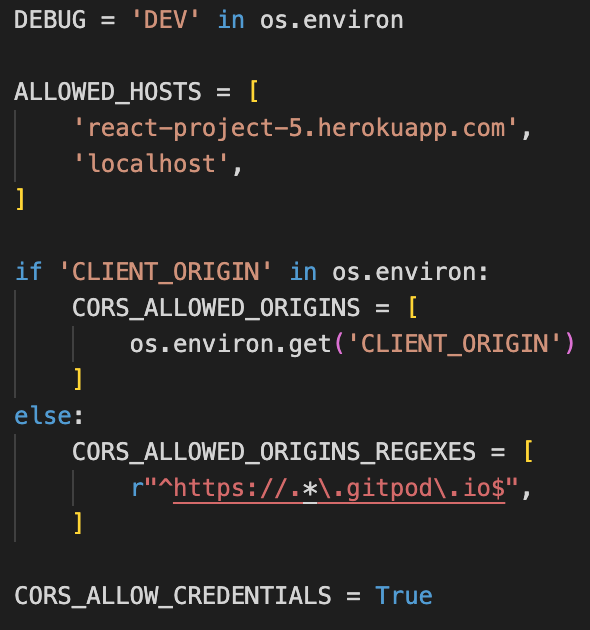 DEBUG = 'DEV' in os.environ
ALLOWED_HOSTS = [
    'react-project-5.herokuapp.com',
    'localhost',
]
if 'CLIENT_ORIGIN' in os.environ:
    CORS_ALLOWED_ORIGINS = [
        os.environ.get('CLIENT_ORIGIN')
    ]
else:
    CORS_ALLOWED_ORIGINS_REGEXES = [
        r"^https://.*\.gitpod\.io$",
    ]
CORS_ALLOW_CREDENTIALS = True